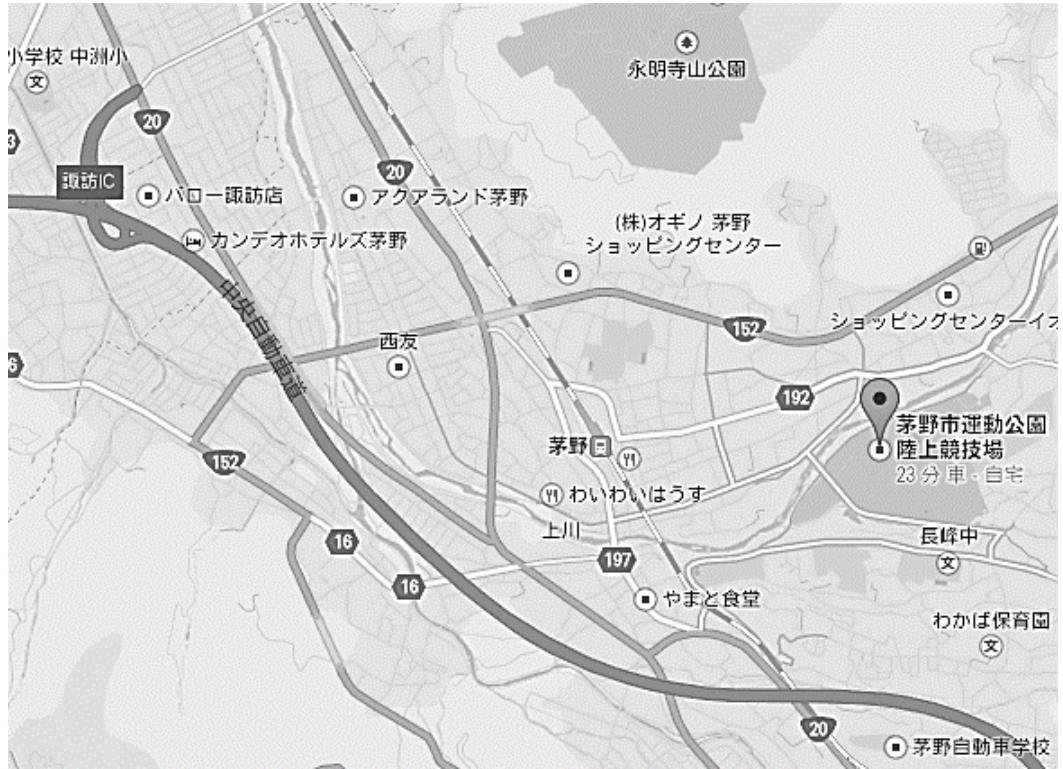 永明寺山公園
小学校 中洲小
20
諏訪IC
20
バロー諏訪店
アクアランド茅野
カンデオホテルズ茅野
(株)オギノ 茅野
ショッピングセンター
中央自動車道
ショッピングセンターイオ
152
西友
192
茅野
茅野市運動公園
陸上競技場
23 分 車 - 自宅
152
わいわいはうす
上川
16
197
長峰中
16
やまと食堂
わかば保育園
20
茅野自動車学校